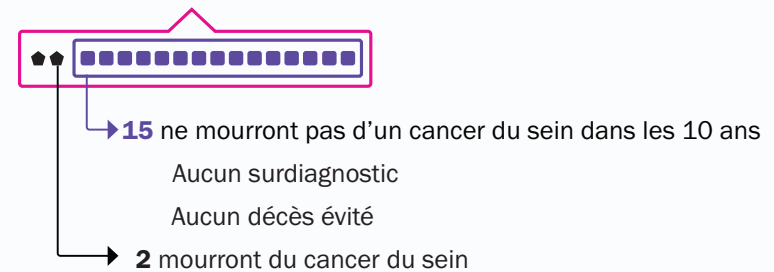 15 ne mourront pas d’un cancer du sein dans les 10 ans
Aucun surdiagnostic
Aucun décès évité
2 mourront du cancer du sein